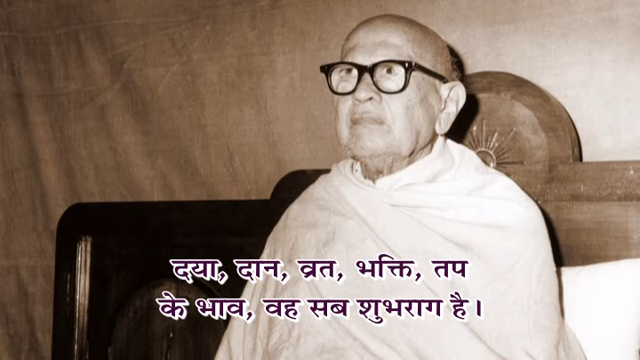 दया, दान, व्रत, भक्ति, तप
के भाव, वह सब शुभराग है।